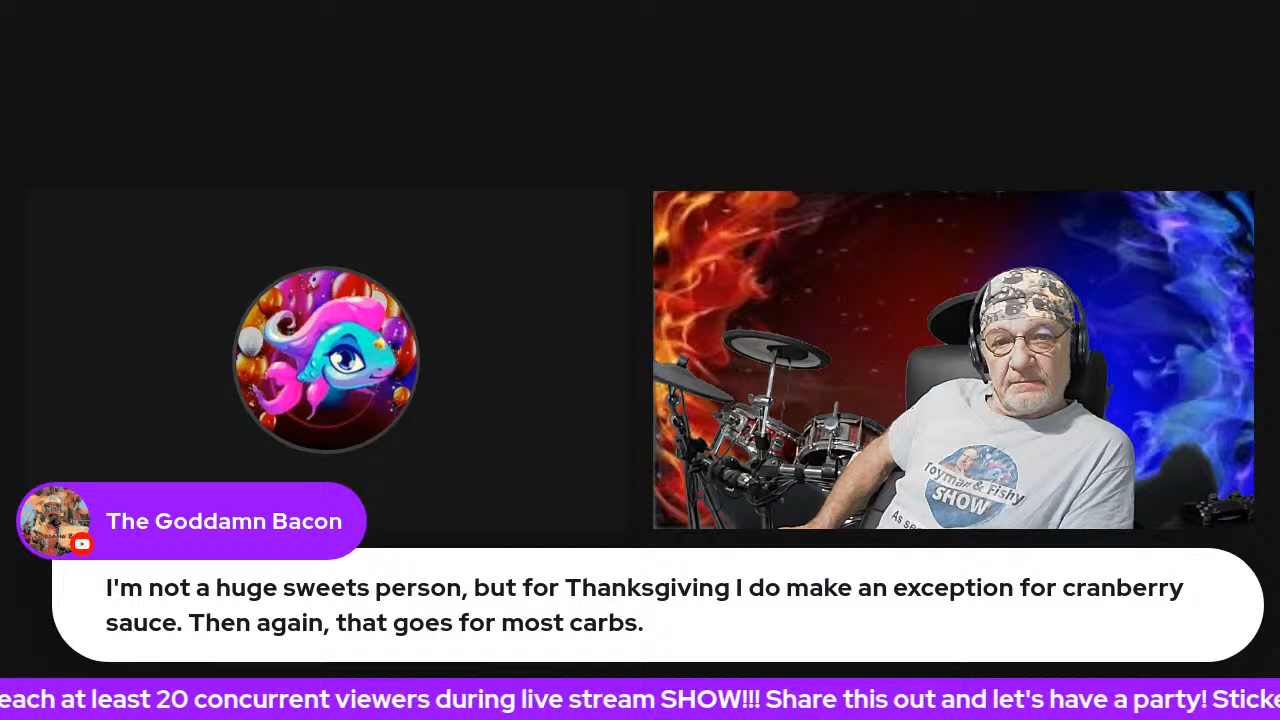 Toyman & Fishy
SHOW
As se
The Goddamn Bacon
I'm not a huge sweets person, but for Thanksgiving I do make an exception for cranberry
sauce. Then again, that goes for most carbs.
each at least 20 concurrent viewers during live stream SHOW!!! Share this out and let's have a party! Sticke